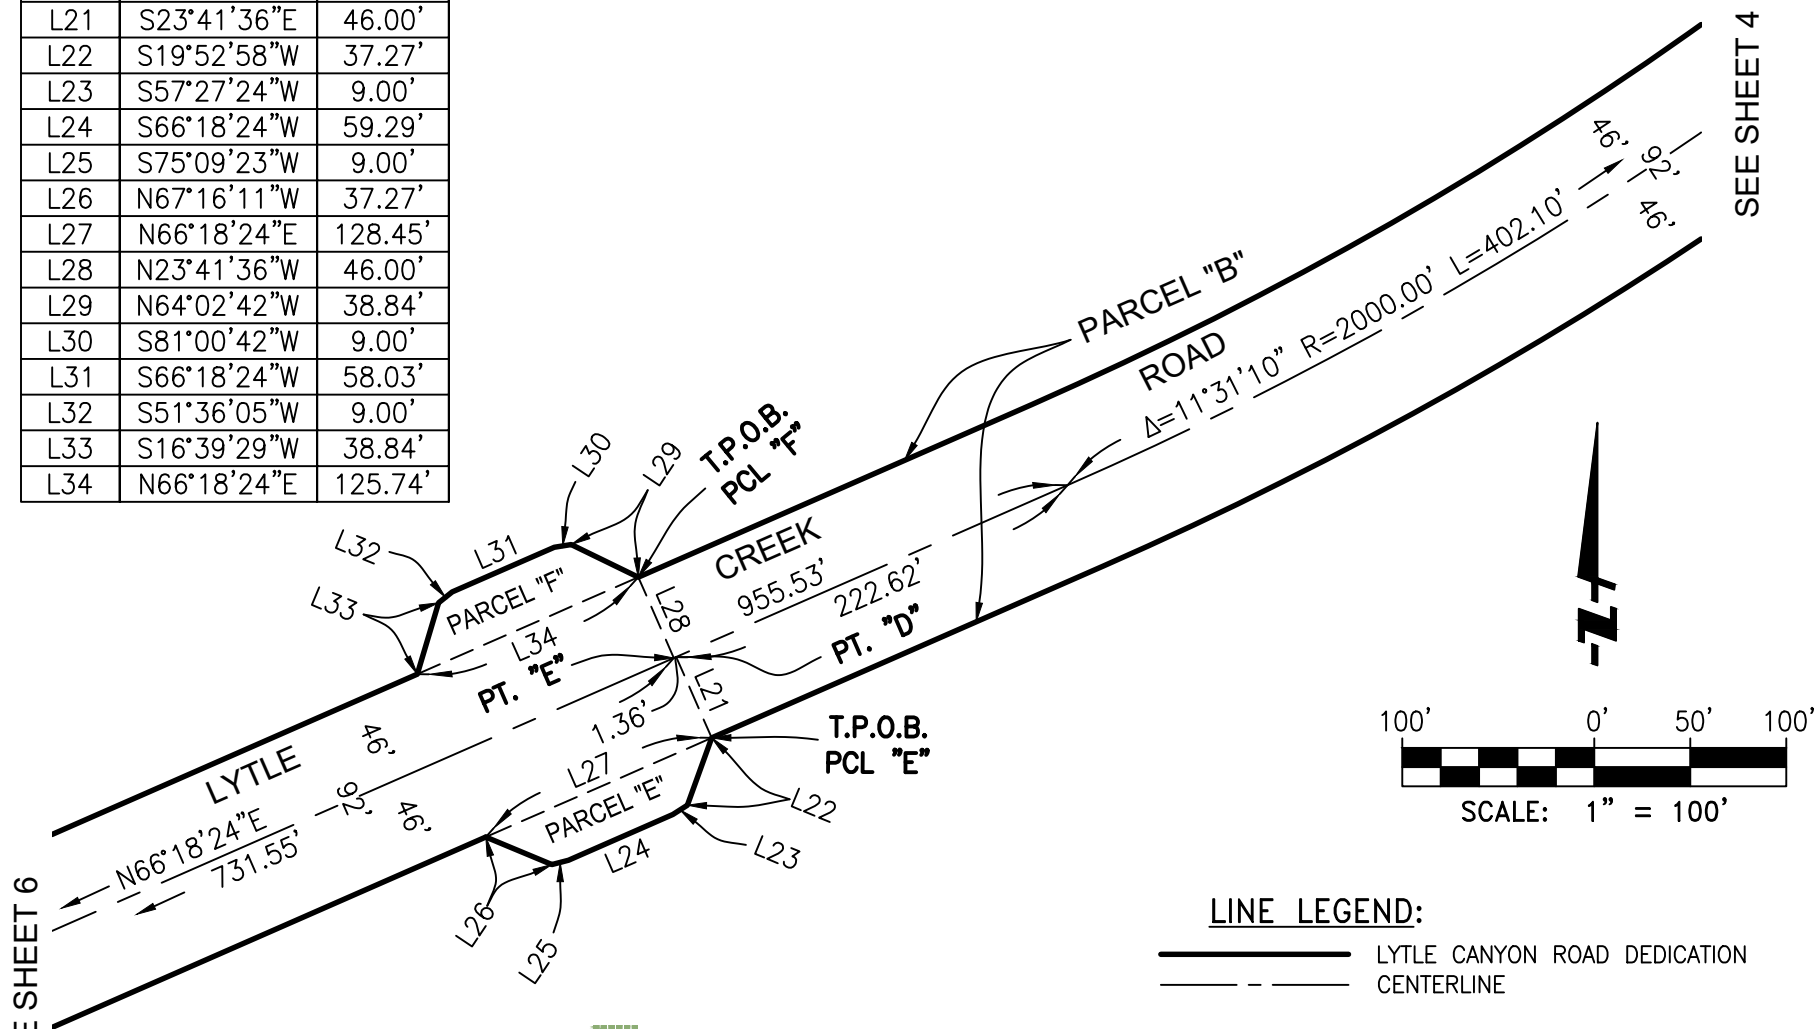 L21 S23°41'36"E 46.00'
L22 S19°52'58"W 37.27'
L23 S57°27'24"W 9.00'
L24 S66°18'24"W 59.29'
L25 S75°09'23"W 9.00'
L26 N67°16'11"W 37.27'
L27 N66°18'24"E 128.45'
L28 N23°41'36"W 46.00'
L29 N64°02'42"W 38.84'
L30 S81°00'42"W 9.00'
L31 S66°18'24"W 58.03'
L32 S51°36'05"W 9.00'
L33 S16°39'29"W 38.84'
L34 N66°18'24"E 125.74'
SEE SHEET 4
46'
92'
46'
PARCEL "B"
ROAD
Δ=11°31'10" R=2000.00' L=402.10'
T.P.O.B.
PCL "F"
L30
L29
L32
L31
L33
PARCEL "F"
L34
L28
CREEK
955.53'
222.62'
PT. "D"
PT. "E"
L21
1.36'
T.P.O.B.
PCL "E"
L27
PARCEL "E"
L22
L23
L24
L26
L25
LYTLE
46'
92'
46'
N66°18'24"E
731.55'
E SHEET 6
N
100' 0' 50' 100'
SCALE: 1" = 100'
LINE LEGEND:
LYTLE CANYON ROAD DEDICATION
CENTERLINE